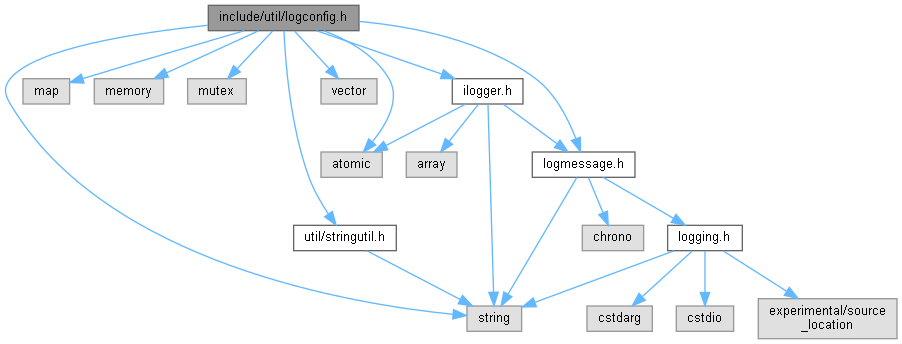 include/util/logconfig.h
map
memory
mutex
vector
ilogger.h
atomic
array
logmessage.h
util/stringutil.h
chrono
logging.h
string
cstdarg
cstdio
experimental/source
_location